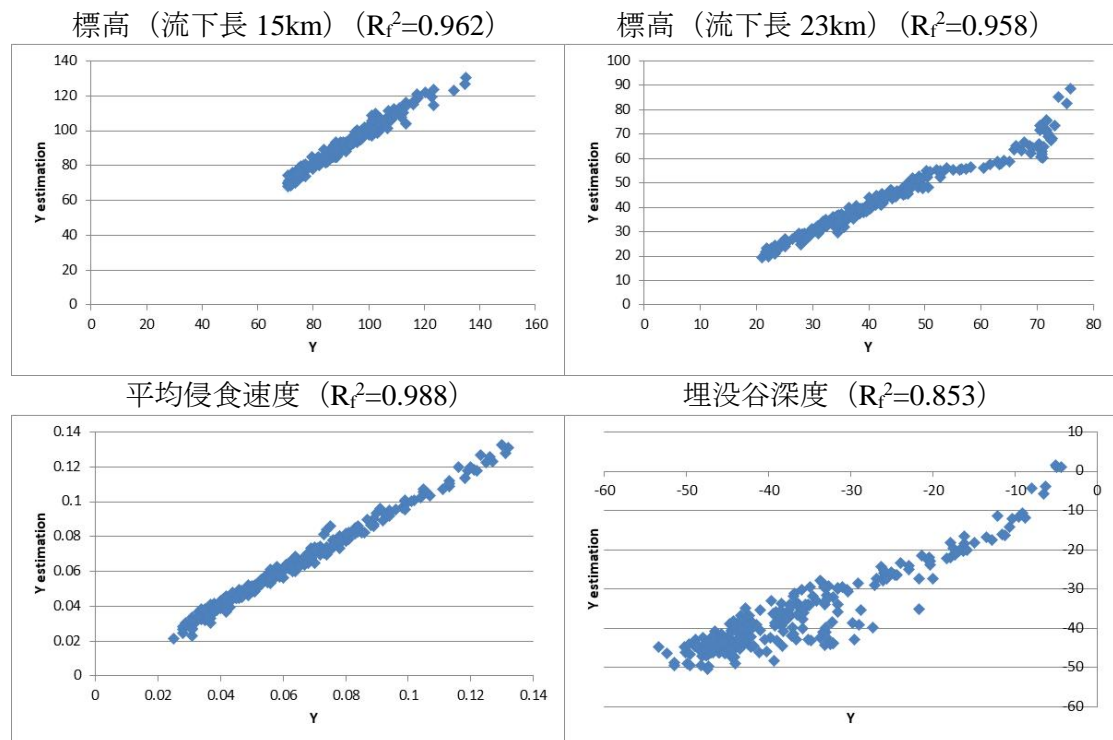 標高（流下長 15km）（Rf²=0.962）
標高（流下長 23km）（Rf²=0.958）
140
120
100
80
60
40
20
0
Y estimation
0 20 40 60 80 100 120 140 160
Y
100
90
80
70
60
50
40
30
20
10
0
Y estimation
0 10 20 30 40 50 60 70 80
Y
平均侵食速度（Rf²=0.988）
埋没谷深度（Rf²=0.853）
0.14
0.12
0.1
0.08
0.06
0.04
0.02
0
Y estimation
0 0.02 0.04 0.06 0.08 0.1 0.12 0.14
Y
10
0
-10
-20
-30
-40
-50
-60
Y estimation
-60 -50 -40 -30 -20 -10 0
Y